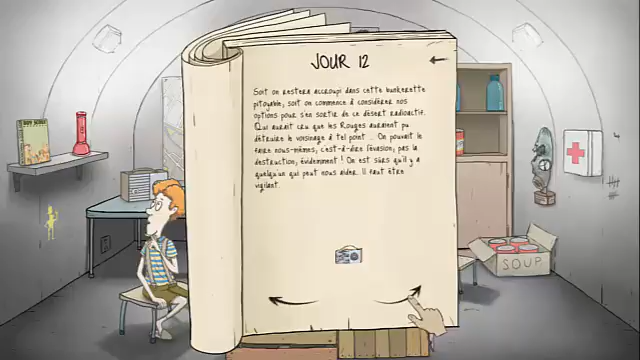 JOUR 12
Soit on restera accroupi dans cette bunkerette
pitoyable, soit on commence à considérer nos
options pour s'en sortir de ce désert radioactif.
Qui aurait cru que les Rouges auraient pu
détruire le voisinage à tel point... On pouvait le
faire nous-mêmes, c'est-à-dire l'évasion, pas la
destruction, évidemment ! On est sûrs qu'il y a
quelqu'un qui peut nous aider. Il faut être
vigilant.
SOUP